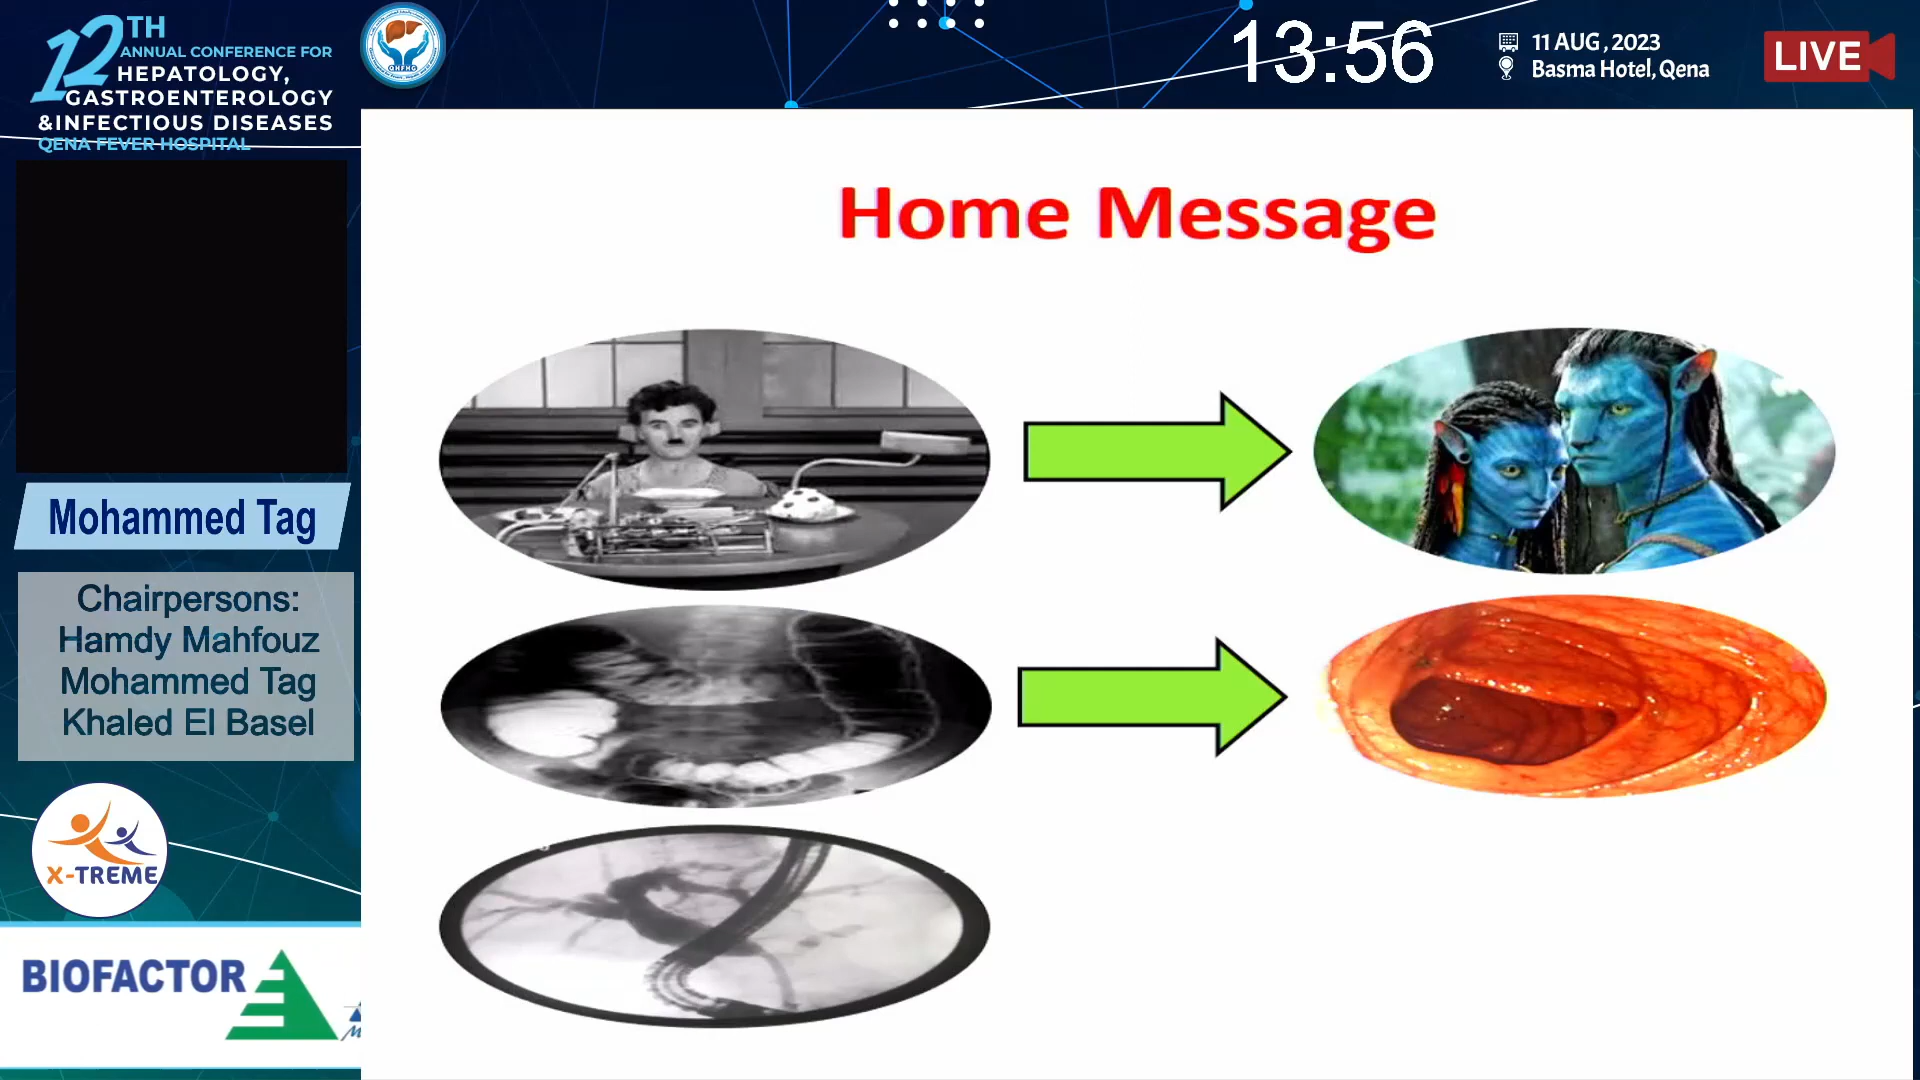 12TH
ANNUAL CONFERENCE FOR
HEPATOLOGY,
GASTROENTEROLOGY
&INFECTIOUS DISEASES
QENA FEVER HOSPITAL
QHFHG
13:56
11 AUG, 2023
Basma Hotel, Qena
LIVE
Home Message
Mohammed Tag
Chairpersons:
Hamdy Mahfouz
Mohammed Tag
Khaled El Basel
X-TREME
BIOFACTOR